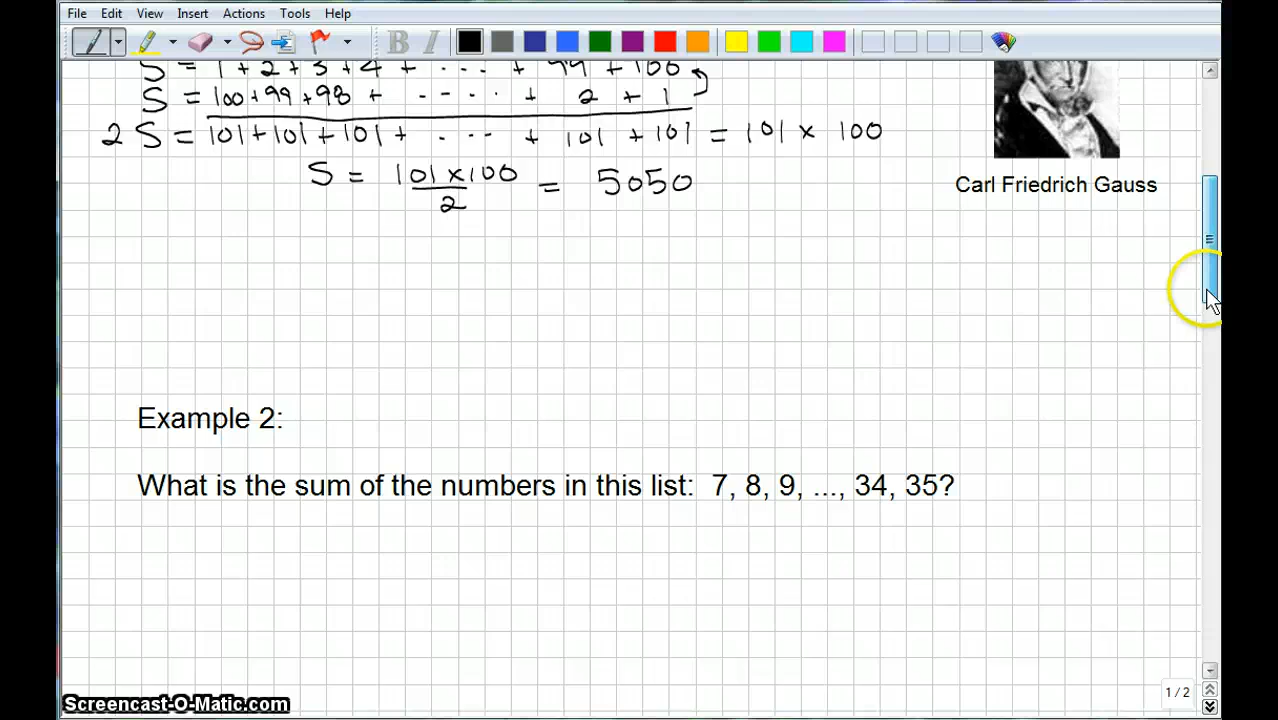 File Edit View Insert Actions Tools Help
B I
S = 1 + 2 + 3 + 4 + ... + 99 + 100
S = 100 + 99 + 98 + ..... + 2 + 1
2 S = 101 + 101 + 101 + ..... + 101 + 101 = 101 x 100
S = 101 x 100 / 2 = 5050
Carl Friedrich Gauss
Example 2:
What is the sum of the numbers in this list: 7, 8, 9, ..., 34, 35?
1 / 2
Screencast-O-Matic.com